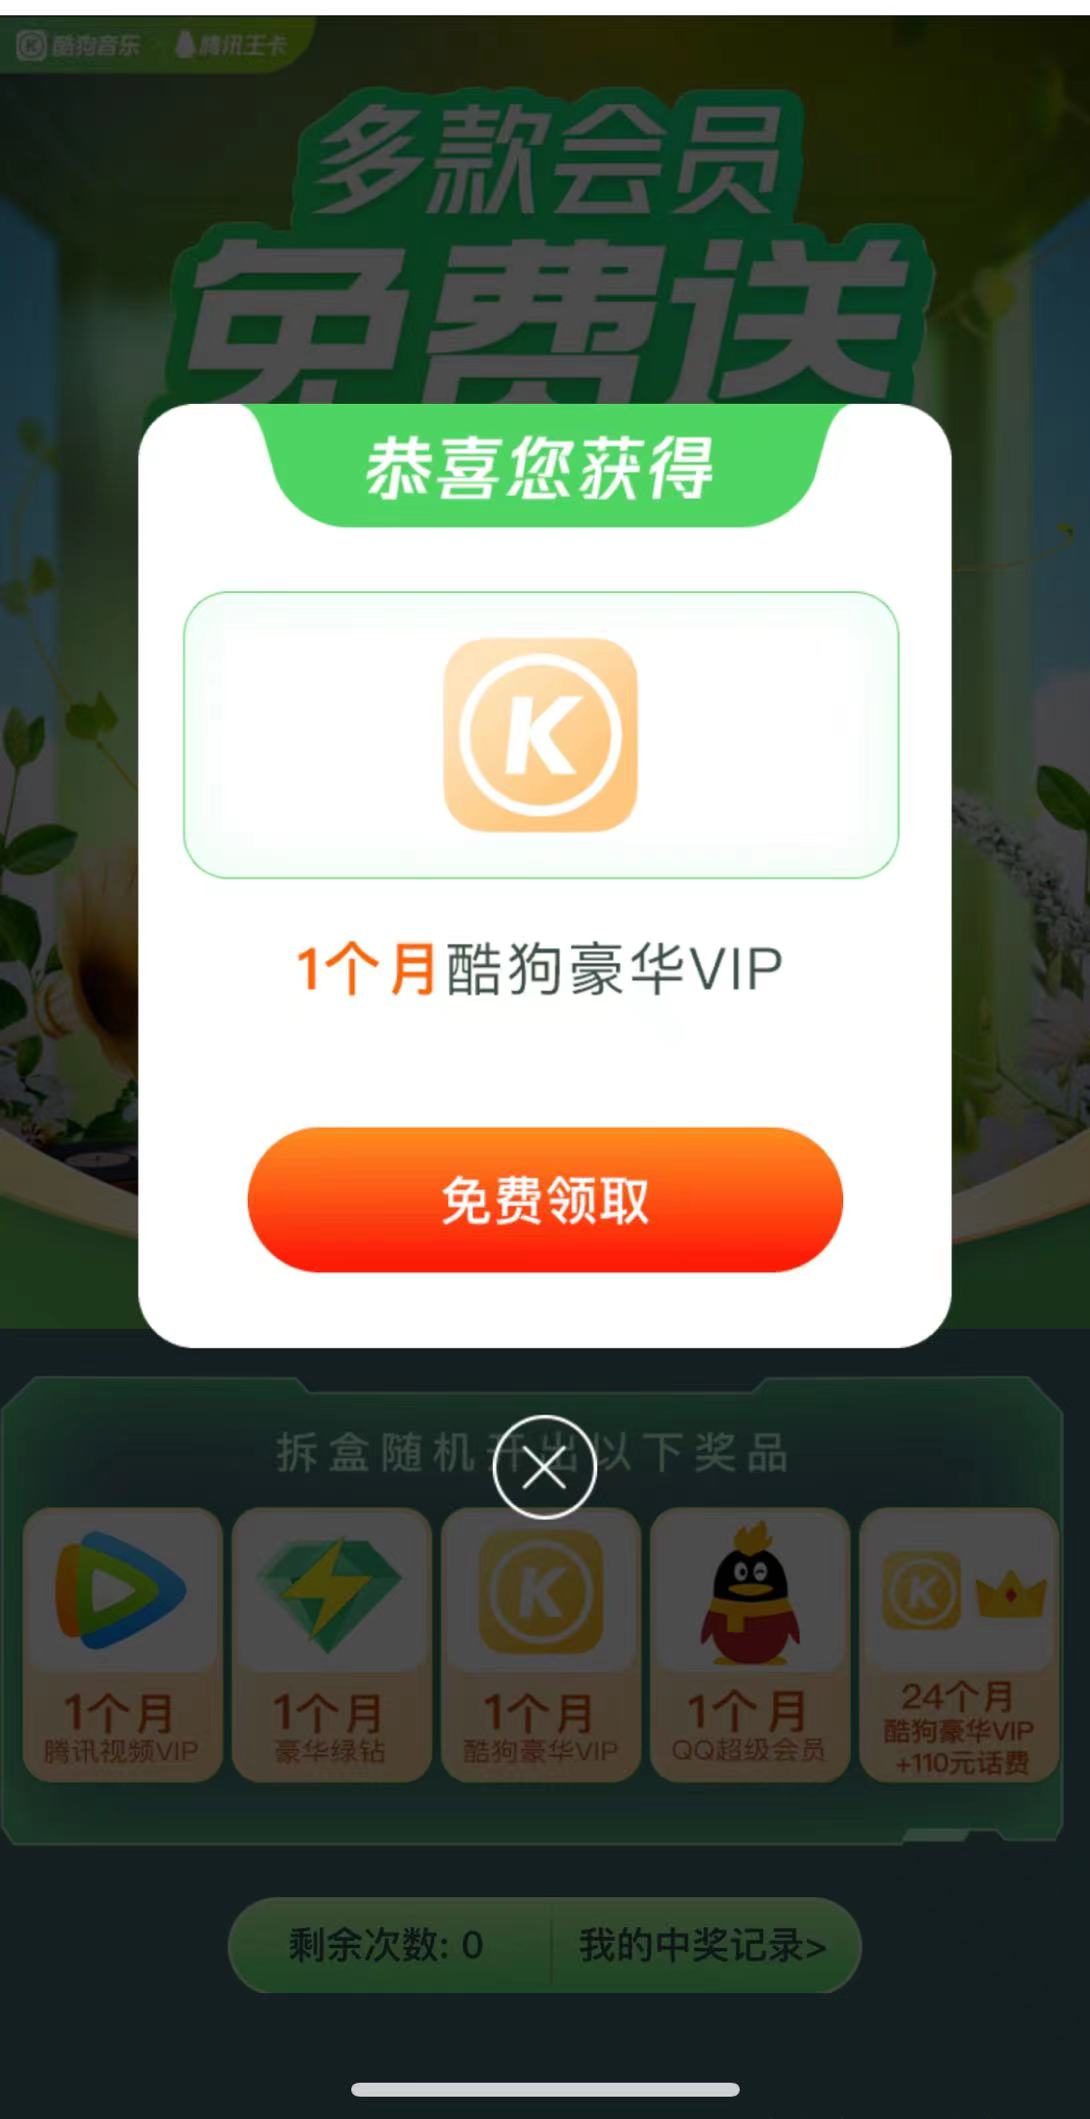 酷狗音乐 × 腾讯王卡
多款会员
免费送
恭喜您获得
K
1个月酷狗豪华VIP
免费领取
拆盒随机开出以下奖品
1个月
腾讯视频VIP
1个月
豪华绿钻
K
1个月
酷狗豪华VIP
1个月
QQ超级会员
K
24个月
酷狗豪华VIP
+110元话费
剩余次数: 0
我的中奖记录>